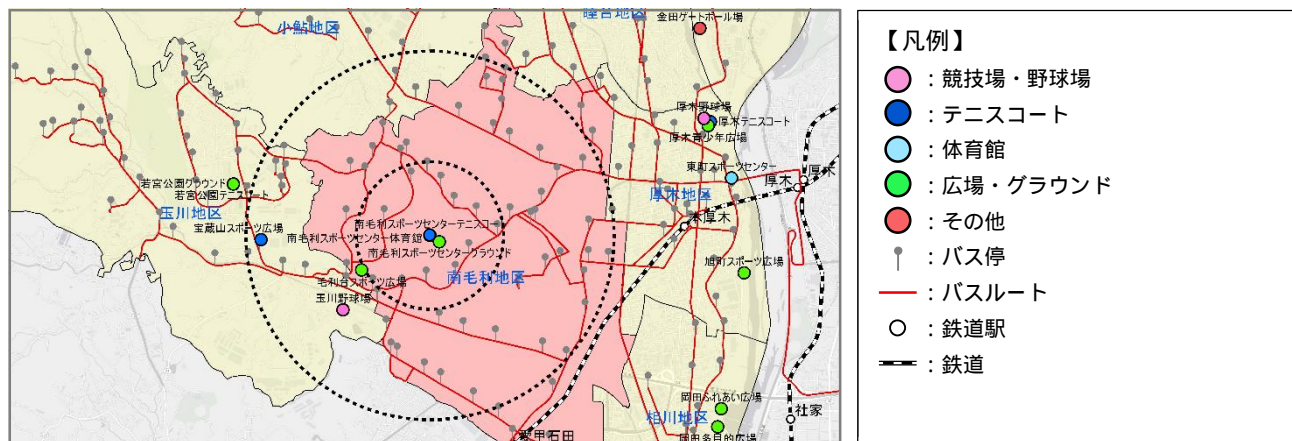 小鮎地区
睦合地区
金田ゲートボール場
厚木野球場
厚木テニスコート
厚木青少年広場
東町スポーツセンター
厚木
厚木
若宮公園グラウンド
若宮公園テニスコート
玉川地区
厚木地区
本厚木
宝蔵山スポーツ広場
南毛利スポーツセンターテニスコート
南毛利スポーツセンター体育館
南毛利スポーツセンターグラウンド
旭町スポーツ広場
毛利台スポーツ広場
南毛利地区
玉川野球場
岡田ふれあい広場
相川地区
社家
愛甲石田
岡田多目的広場
【凡例】
：競技場・野球場
：テニスコート
：体育館
：広場・グラウンド
：その他
：バス停
：バスルート
：鉄道駅
：鉄道